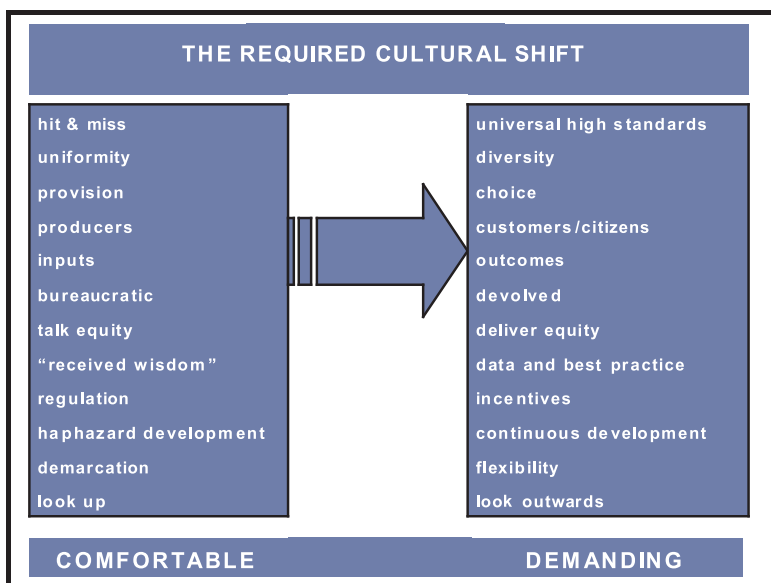 THE REQUIRED CULTURAL SHIFT
hit & miss
uniformity
provision
producers
inputs
bureaucratic
talk equity
“received wisdom”
regulation
haphazard development
demarcation
look up
universal high standards
diversity
choice
customers/citizens
outcomes
devolved
deliver equity
data and best practice
incentives
continuous development
flexibility
look outwards
COMFORTABLE
DEMANDING